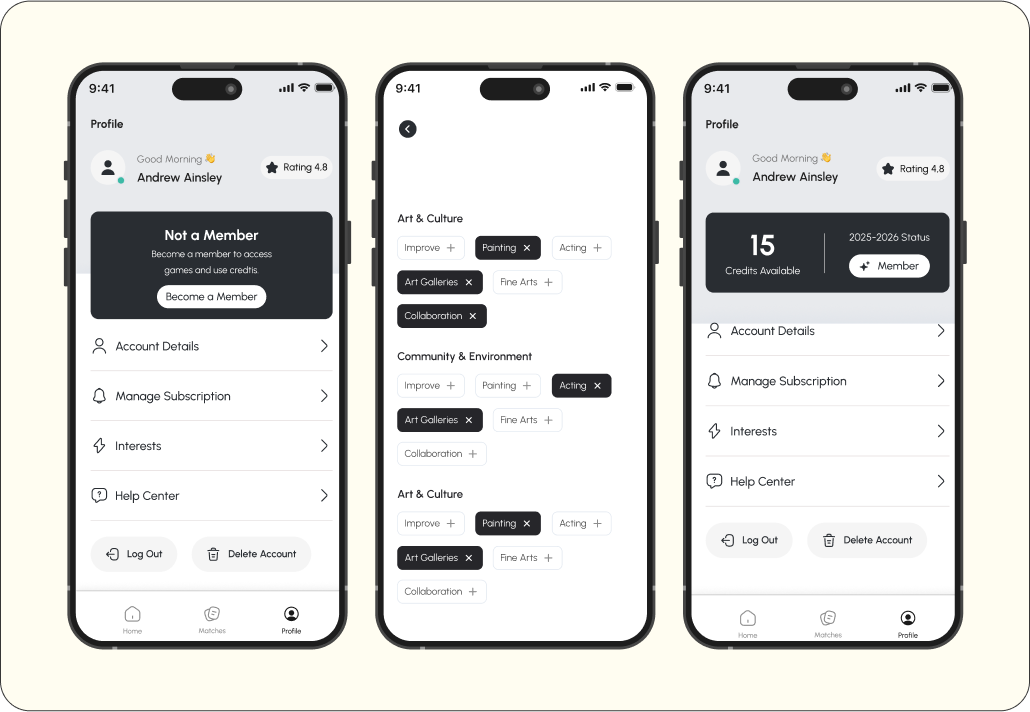 9:41
Profile
Good Morning 👋
Andrew Ainsley
Rating 4.8
Not a Member
Become a member to access
games and use credtis.
Become a Member
Account Details
Manage Subscription
Interests
Help Center
Log Out
Delete Account
Home
Matches
Profile
9:41
Art & Culture
Improve
Painting
Acting
Art Galleries
Fine Arts
Collaboration
Community & Environment
Improve
Painting
Acting
Art Galleries
Fine Arts
Collaboration
Art & Culture
Improve
Painting
Acting
Art Galleries
Fine Arts
Collaboration
9:41
Profile
Good Morning 👋
Andrew Ainsley
Rating 4.8
15
Credits Available
2025-2026 Status
Member
Account Details
Manage Subscription
Interests
Help Center
Log Out
Delete Account
Home
Matches
Profile